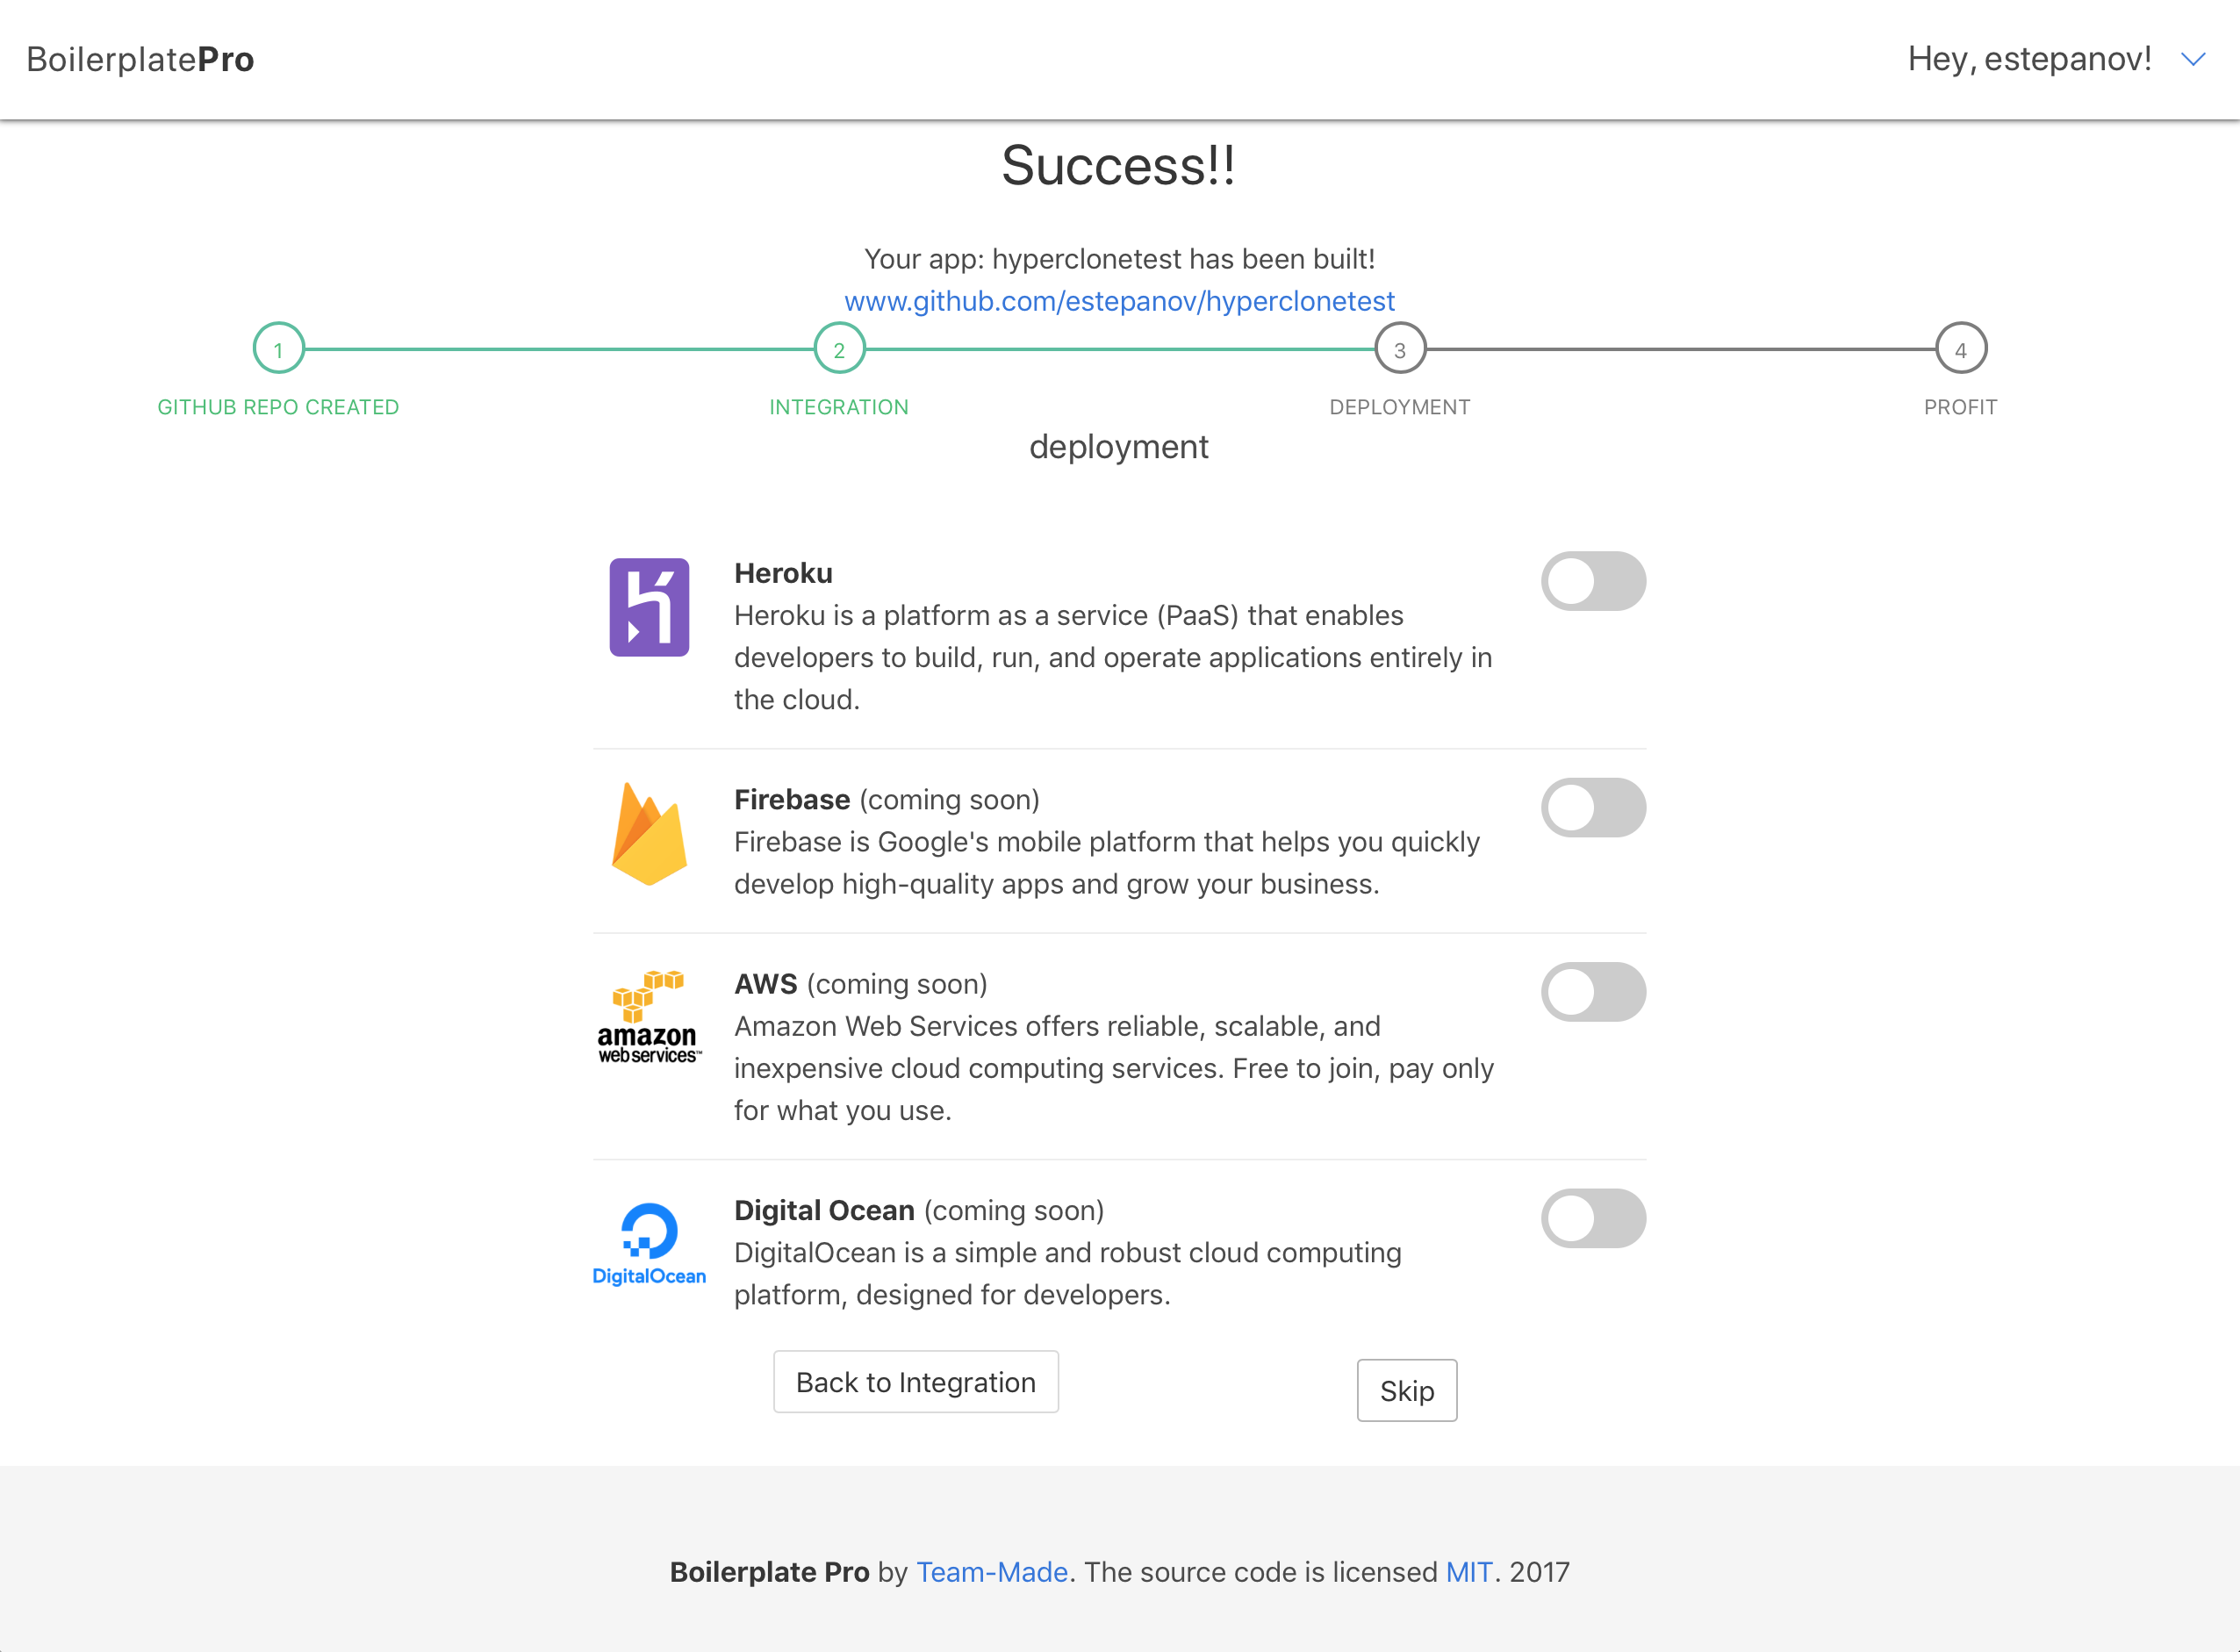 BoilerplatePro
Hey, estepanov!
Success!!
Your app: hyperclonetest has been built!
www.github.com/estepanov/hyperclonetest
1
2
3
4
GITHUB REPO CREATED
INTEGRATION
DEPLOYMENT
PROFIT
deployment
Heroku
Heroku is a platform as a service (PaaS) that enables
developers to build, run, and operate applications entirely in
the cloud.
Firebase (coming soon)
Firebase is Google's mobile platform that helps you quickly
develop high-quality apps and grow your business.
amazon
web services™
AWS (coming soon)
Amazon Web Services offers reliable, scalable, and
inexpensive cloud computing services. Free to join, pay only
for what you use.
DigitalOcean
Digital Ocean (coming soon)
DigitalOcean is a simple and robust cloud computing
platform, designed for developers.
Back to Integration
Skip
Boilerplate Pro by Team-Made. The source code is licensed MIT. 2017